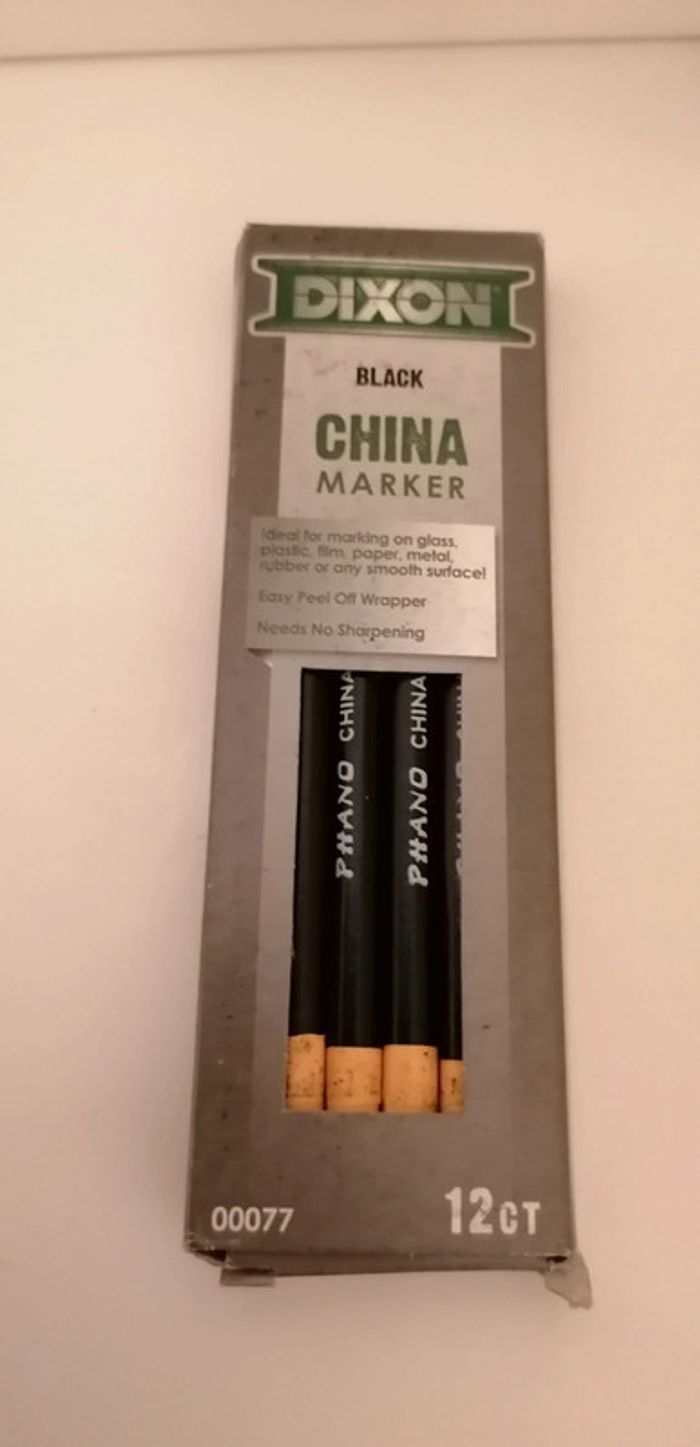 DIXON
BLACK
CHINA
MARKER
Ideal for marking on glass,
plastic, film, paper, metal,
rubber or any smooth surface!
Easy Peel Off Wrapper
Needs No Sharpening
PHANO CHINA
PHANO CHINA
00077
12CT